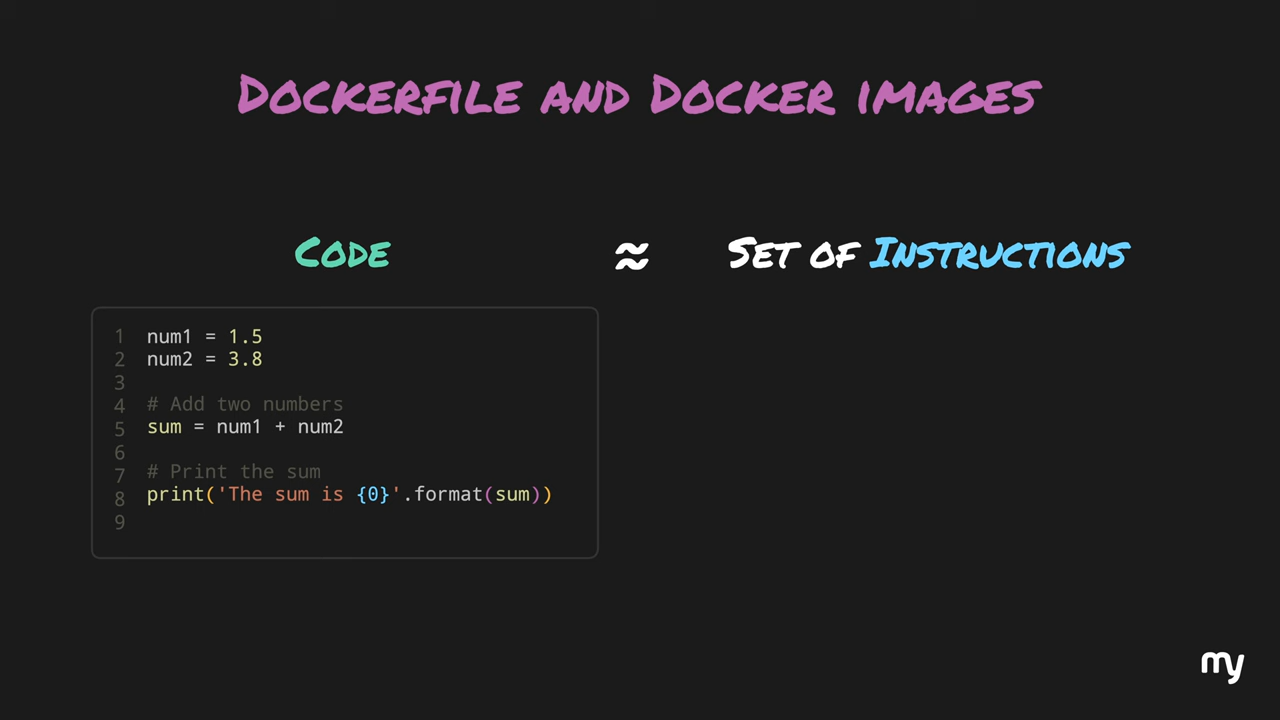 DOCKERFILE AND DOCKER IMAGES
CODE ≈ SET OF INSTRUCTIONS
1 num1 = 1.5
2 num2 = 3.8
3
4 # Add two numbers
5 sum = num1 + num2
6
7 # Print the sum
8 print('The sum is {0}'.format(sum))
9
my